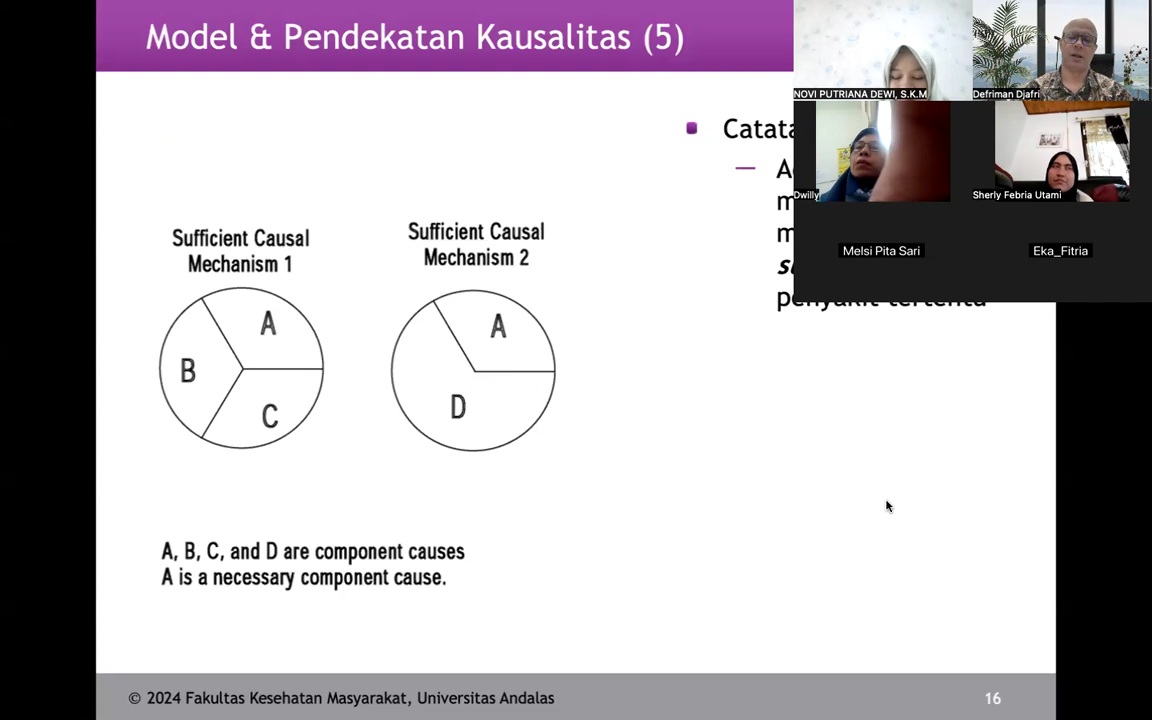 Model & Pendekatan Kausalitas (5)
NOVI PUTRIANA DEWI, S.K.M
Defriman Djafri
Dwilly
Sherly Febria Utami
Melsi Pita Sari
Eka_Fitria
Sufficient Causal
Mechanism 1
A
B
C
Sufficient Causal
Mechanism 2
A
D
penyakit tertentu
A, B, C, and D are component causes
A is a necessary component cause.
© 2024 Fakultas Kesehatan Masyarakat, Universitas Andalas
16